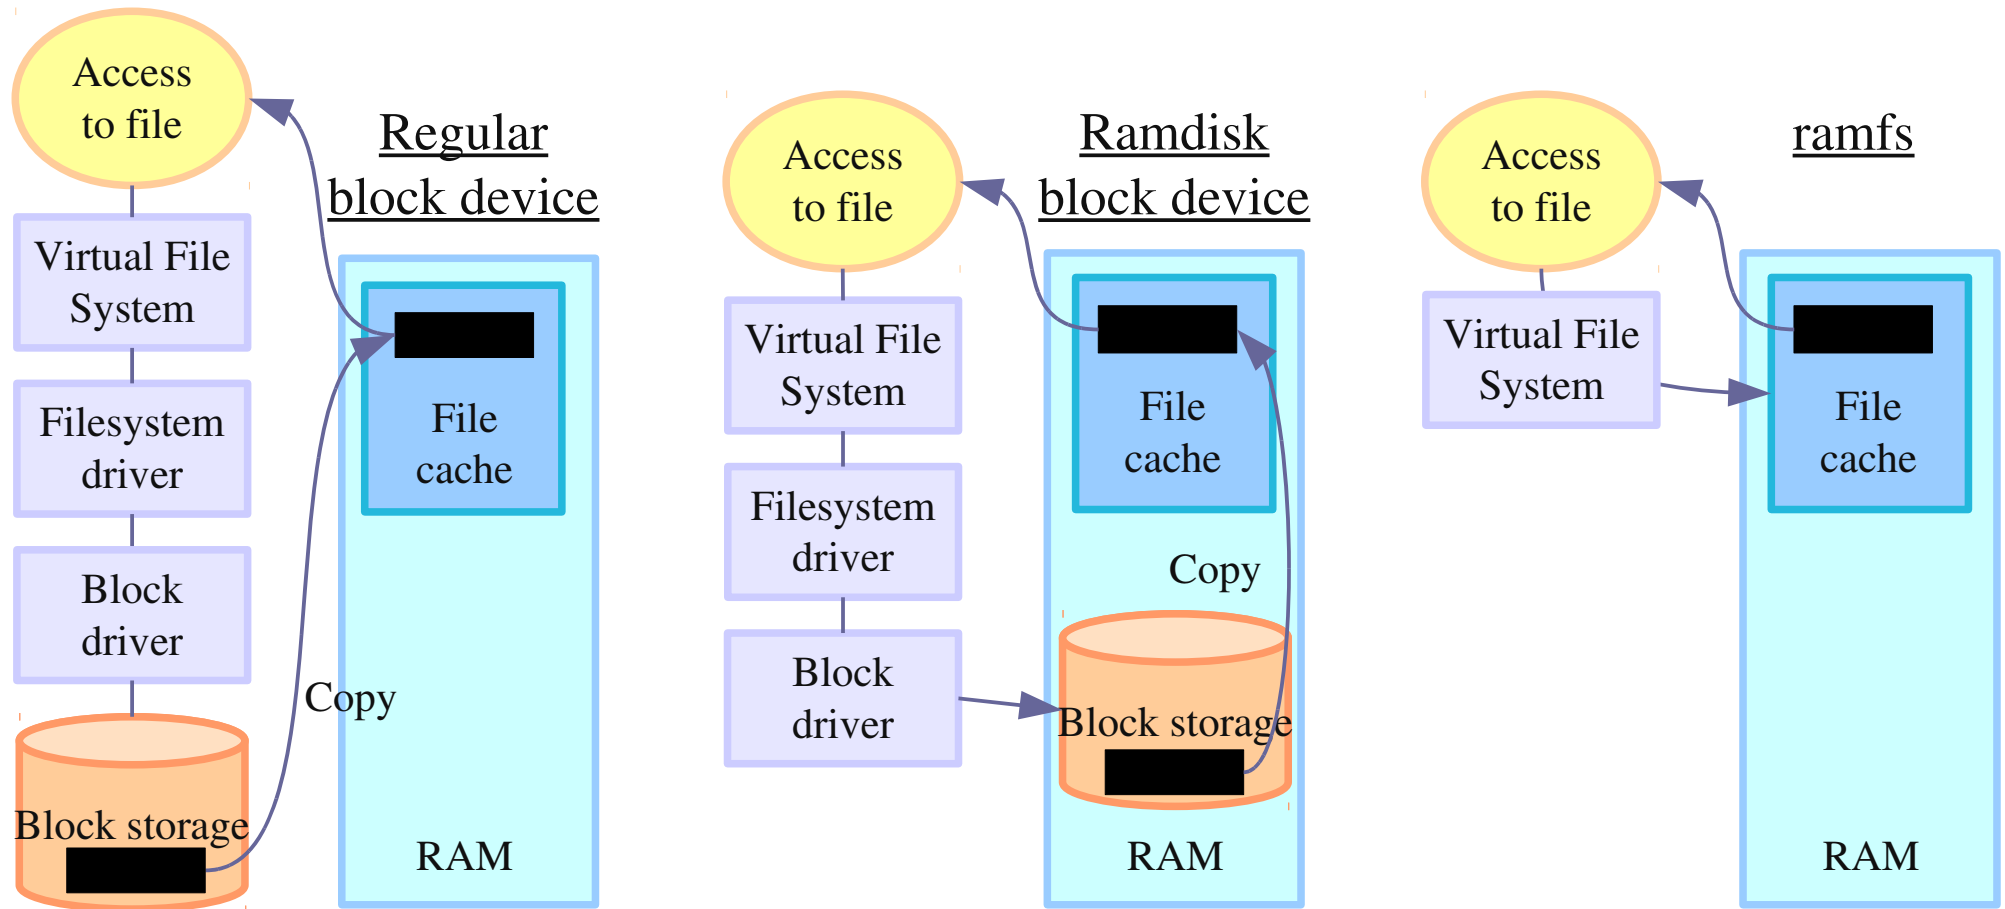 Access
to file
Regular
block device
Virtual File
System
Filesystem
driver
Block
driver
Block storage
Copy
File
cache
RAM
Access
to file
Ramdisk
block device
Virtual File
System
Filesystem
driver
Block
driver
File
cache
Copy
Block storage
RAM
Access
to file
ramfs
Virtual File
System
File
cache
RAM